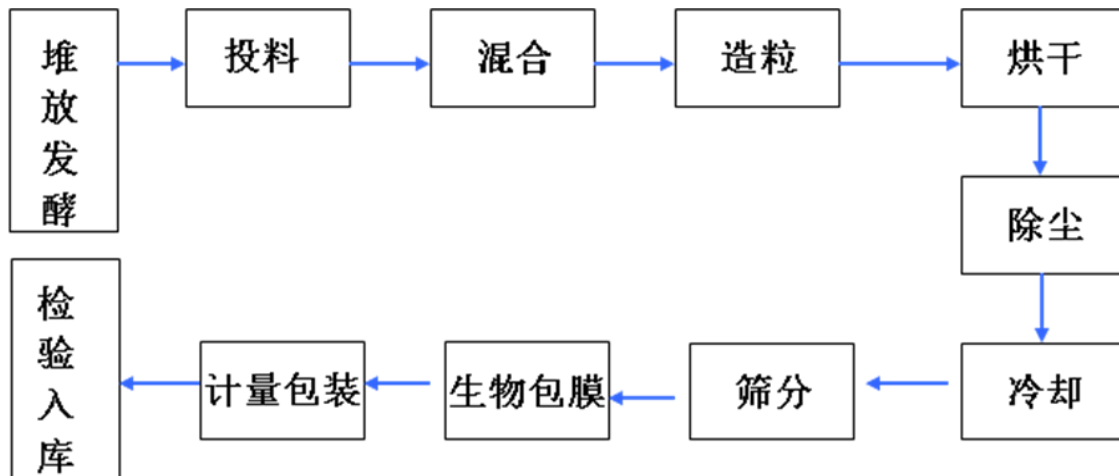 堆放发酵
投料
混合
造粒
烘干
除尘
冷却
筛分
生物包膜
计量包装
检验入库